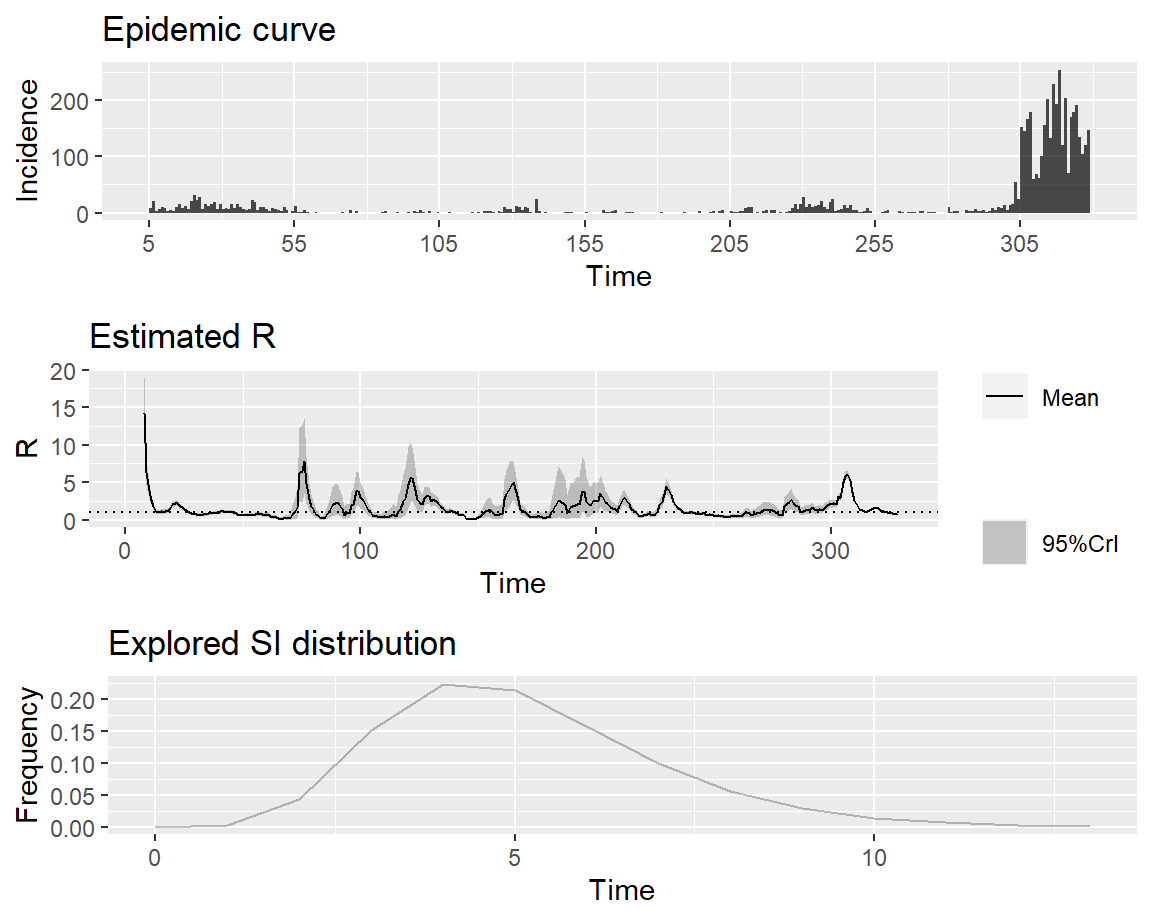 Epidemic curve
Incidence
200
100
0
5 55 105 155 205 255 305
Time
Estimated R
R
20
15
10
5
0
0 100 200 300
Time
Mean
95%CrI
Explored SI distribution
Frequency
0.20
0.15
0.10
0.05
0.00
0 5 10
Time